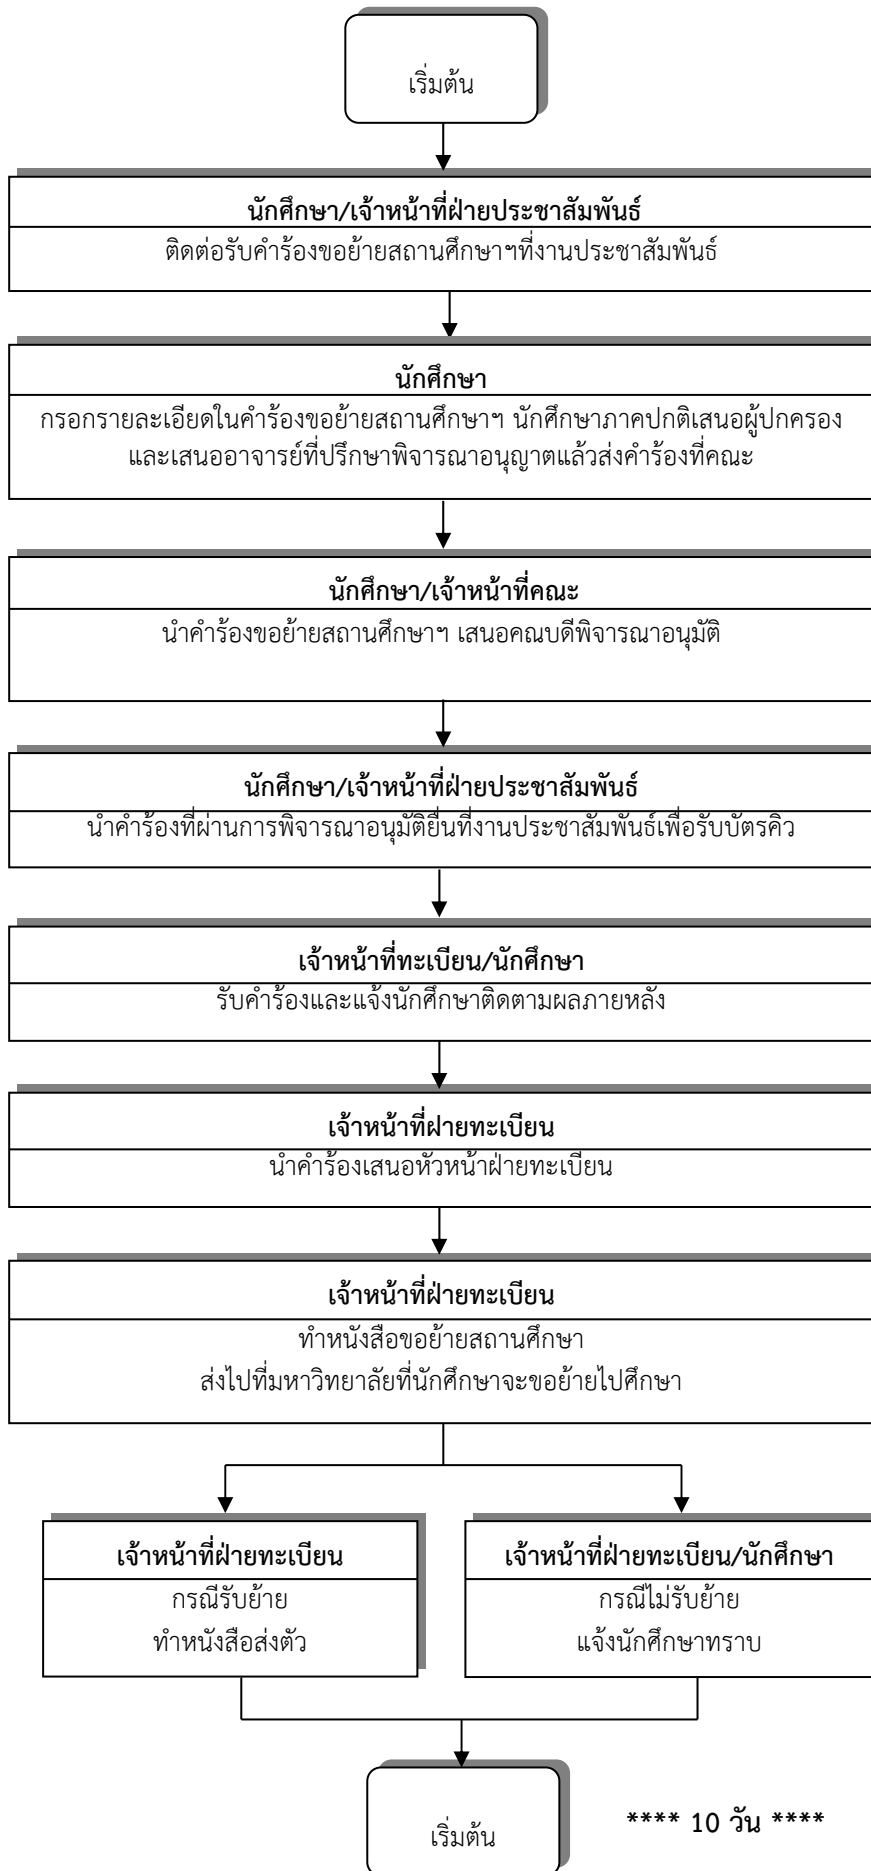 เริ่มต้น
นักศึกษา/เจ้าหน้าที่ฝ่ายประชาสัมพันธ์
ติดต่อรับคำร้องขอย้ายสถานศึกษาฯที่งานประชาสัมพันธ์
นักศึกษา
กรอกรายละเอียดในคำร้องขอย้ายสถานศึกษาฯ นักศึกษาภาคปกติเสนอผู้ปกครอง
และเสนออาจารย์ที่ปรึกษาพิจารณาอนุญาตแล้วส่งคำร้องที่คณะ
นักศึกษา/เจ้าหน้าที่คณะ
นำคำร้องขอย้ายสถานศึกษาฯ เสนอคณบดีพิจารณาอนุมัติ
นักศึกษา/เจ้าหน้าที่ฝ่ายประชาสัมพันธ์
นำคำร้องที่ผ่านการพิจารณาอนุมัติยื่นที่งานประชาสัมพันธ์เพื่อรับบัตรคิว
เจ้าหน้าที่ทะเบียน/นักศึกษา
รับคำร้องและแจ้งนักศึกษาติดตามผลภายหลัง
เจ้าหน้าที่ฝ่ายทะเบียน
นำคำร้องเสนอหัวหน้าฝ่ายทะเบียน
เจ้าหน้าที่ฝ่ายทะเบียน
ทำหนังสือขอย้ายสถานศึกษา
ส่งไปที่มหาวิทยาลัยที่นักศึกษาจะขอย้ายไปศึกษา
เจ้าหน้าที่ฝ่ายทะเบียน
กรณีรับย้าย
ทำหนังสือส่งตัว
เจ้าหน้าที่ฝ่ายทะเบียน/นักศึกษา
กรณีไม่รับย้าย
แจ้งนักศึกษาทราบ
เริ่มต้น
**** 10 วัน ****